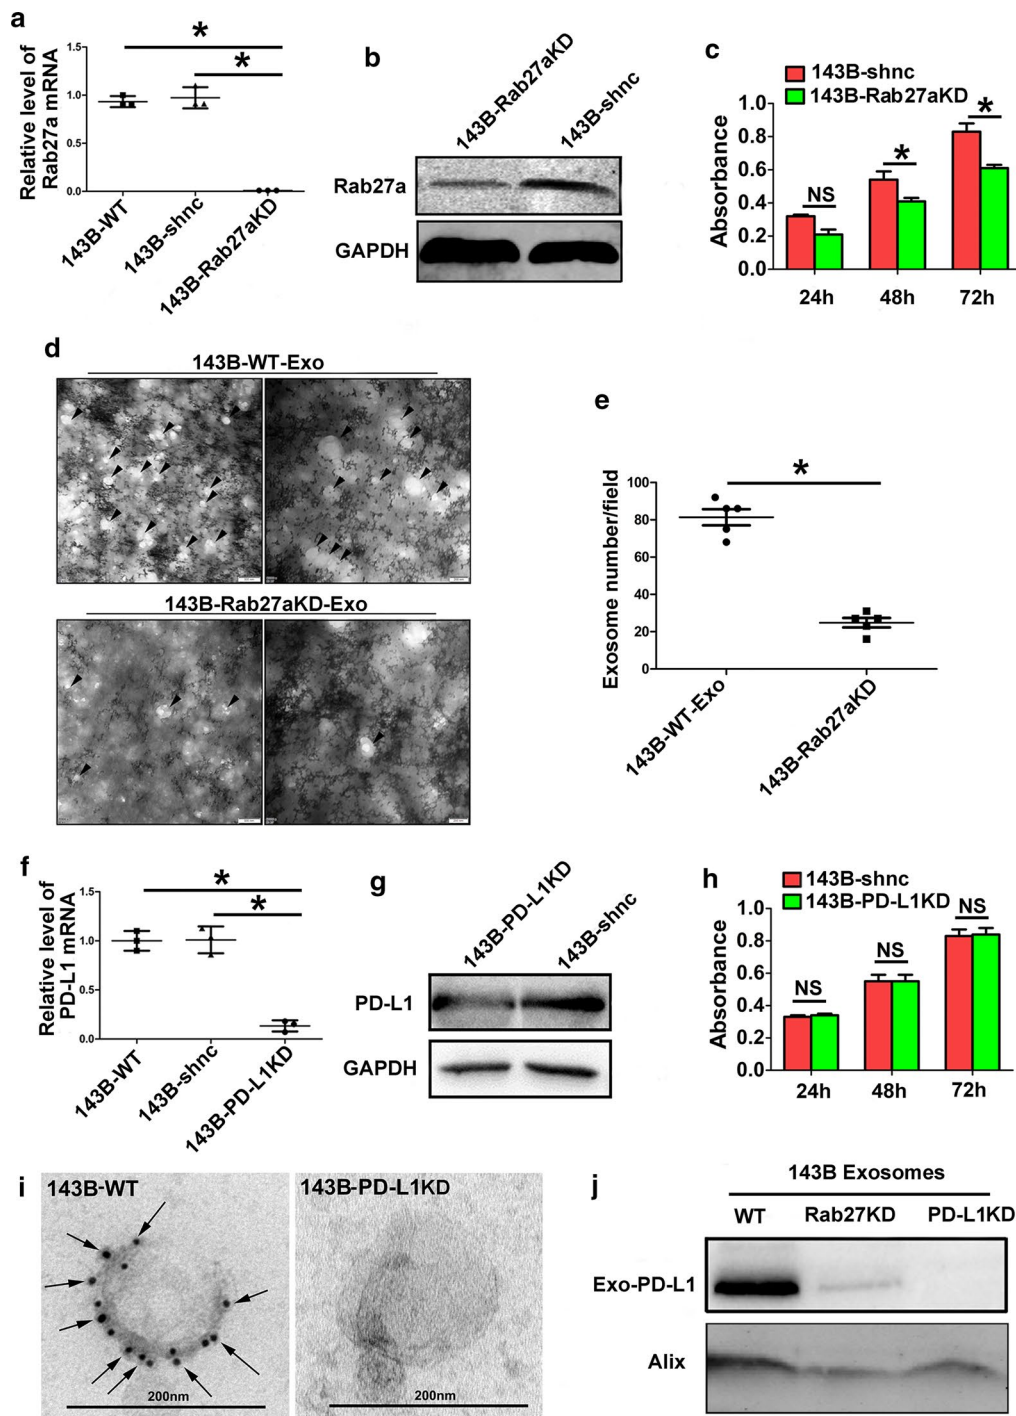 a
*
*
Relative level of
Rab27a mRNA
1.5
1.0
0.5
0.0
143B-WT
143B-shnc
143B-Rab27aKD
b
143B-Rab27aKD
143B-shnc
Rab27a
GAPDH
c
143B-shnc
143B-Rab27aKD
Absorbance
1.0
0.8
0.6
0.4
0.2
0.0
NS
*
*
24h
48h
72h
d
143B-WT-Exo
143B-Rab27aKD-Exo
e
*
Exosome number/field
100
80
60
40
20
0
143B-WT-Exo
143B-Rab27aKD
f
*
*
Relative level of
PD-L1 mRNA
1.5
1.0
0.5
0.0
143B-WT
143B-shnc
143B-PD-L1KD
g
143B-PD-L1KD
143B-shnc
PD-L1
GAPDH
h
143B-shnc
143B-PD-L1KD
Absorbance
1.0
0.8
0.6
0.4
0.2
0.0
NS
NS
NS
24h
48h
72h
i
143B-WT
200nm
143B-PD-L1KD
200nm
j
143B Exosomes
WT Rab27KD PD-L1KD
Exo-PD-L1
Alix